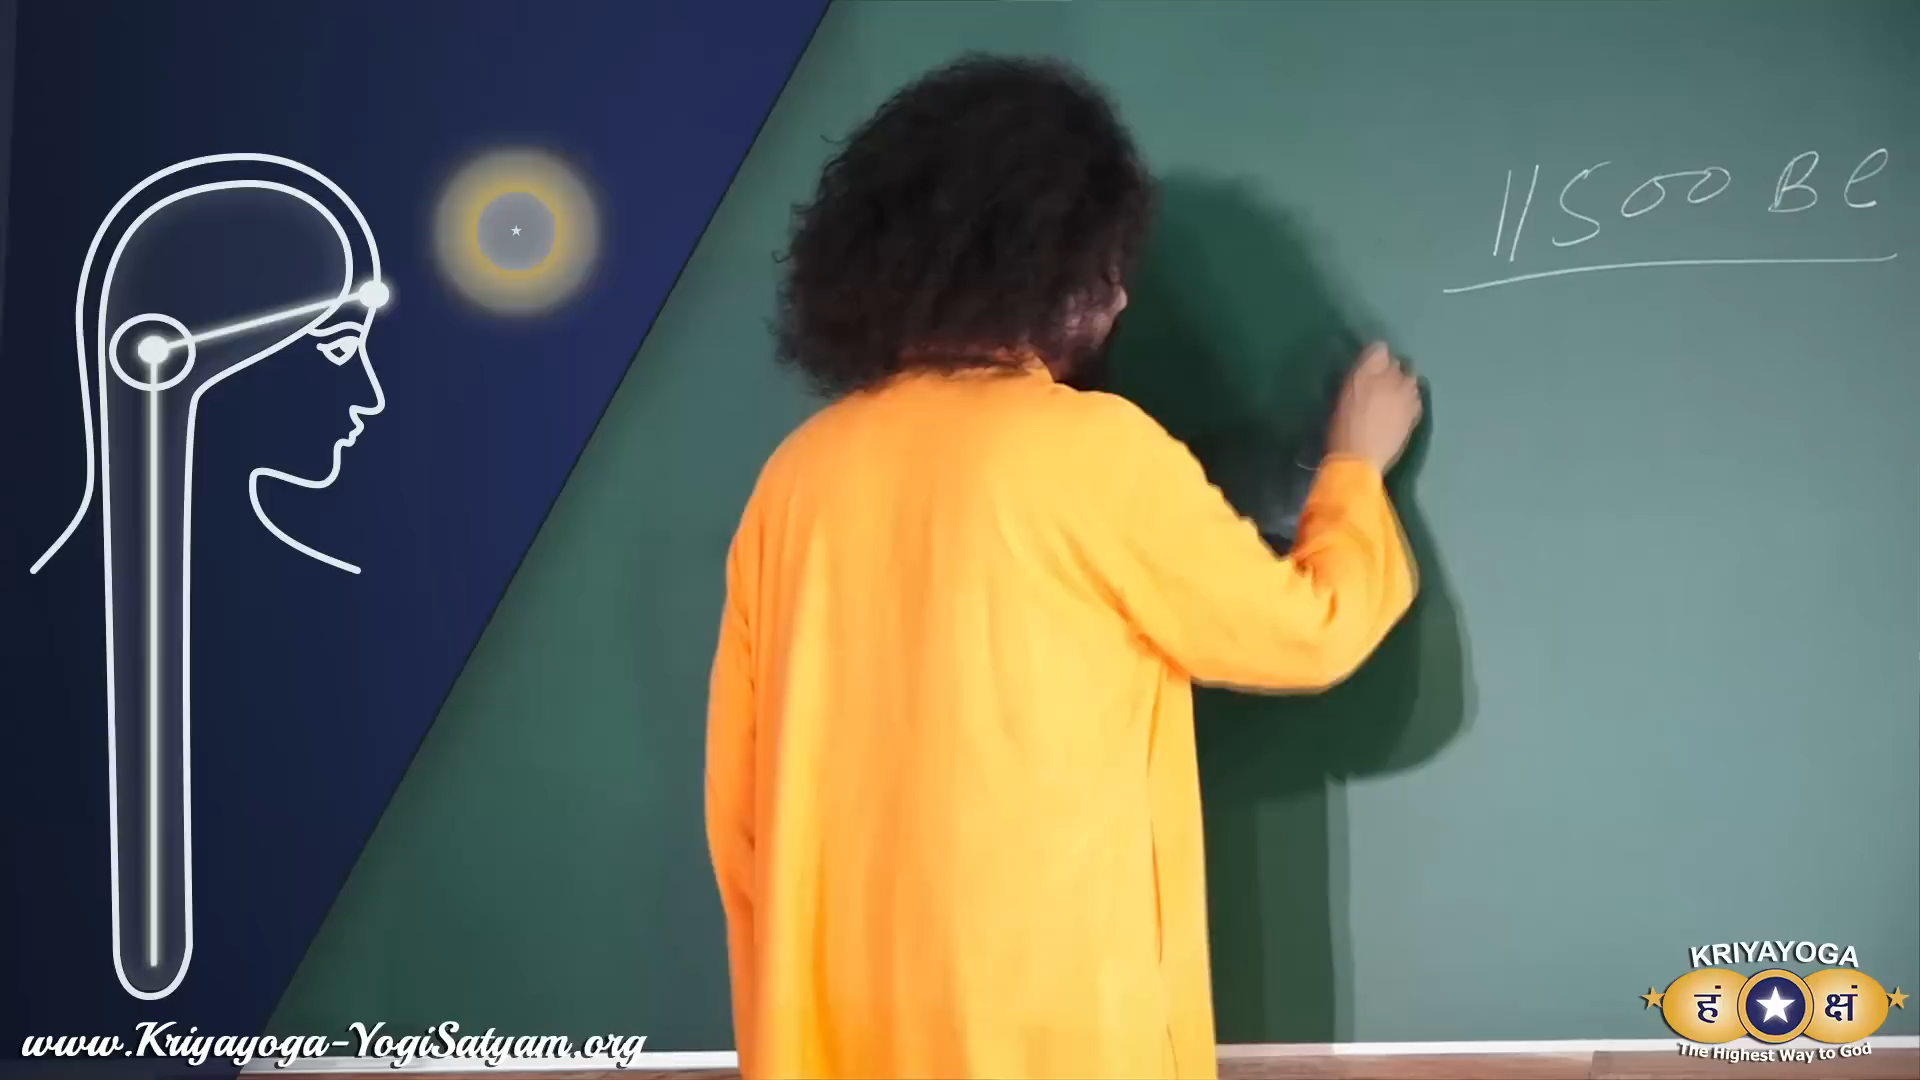 11500 BC
www.Kriyayoga-YogiSatyam.org
KRIYAYOGA
हं क्षं
The Highest Way to God